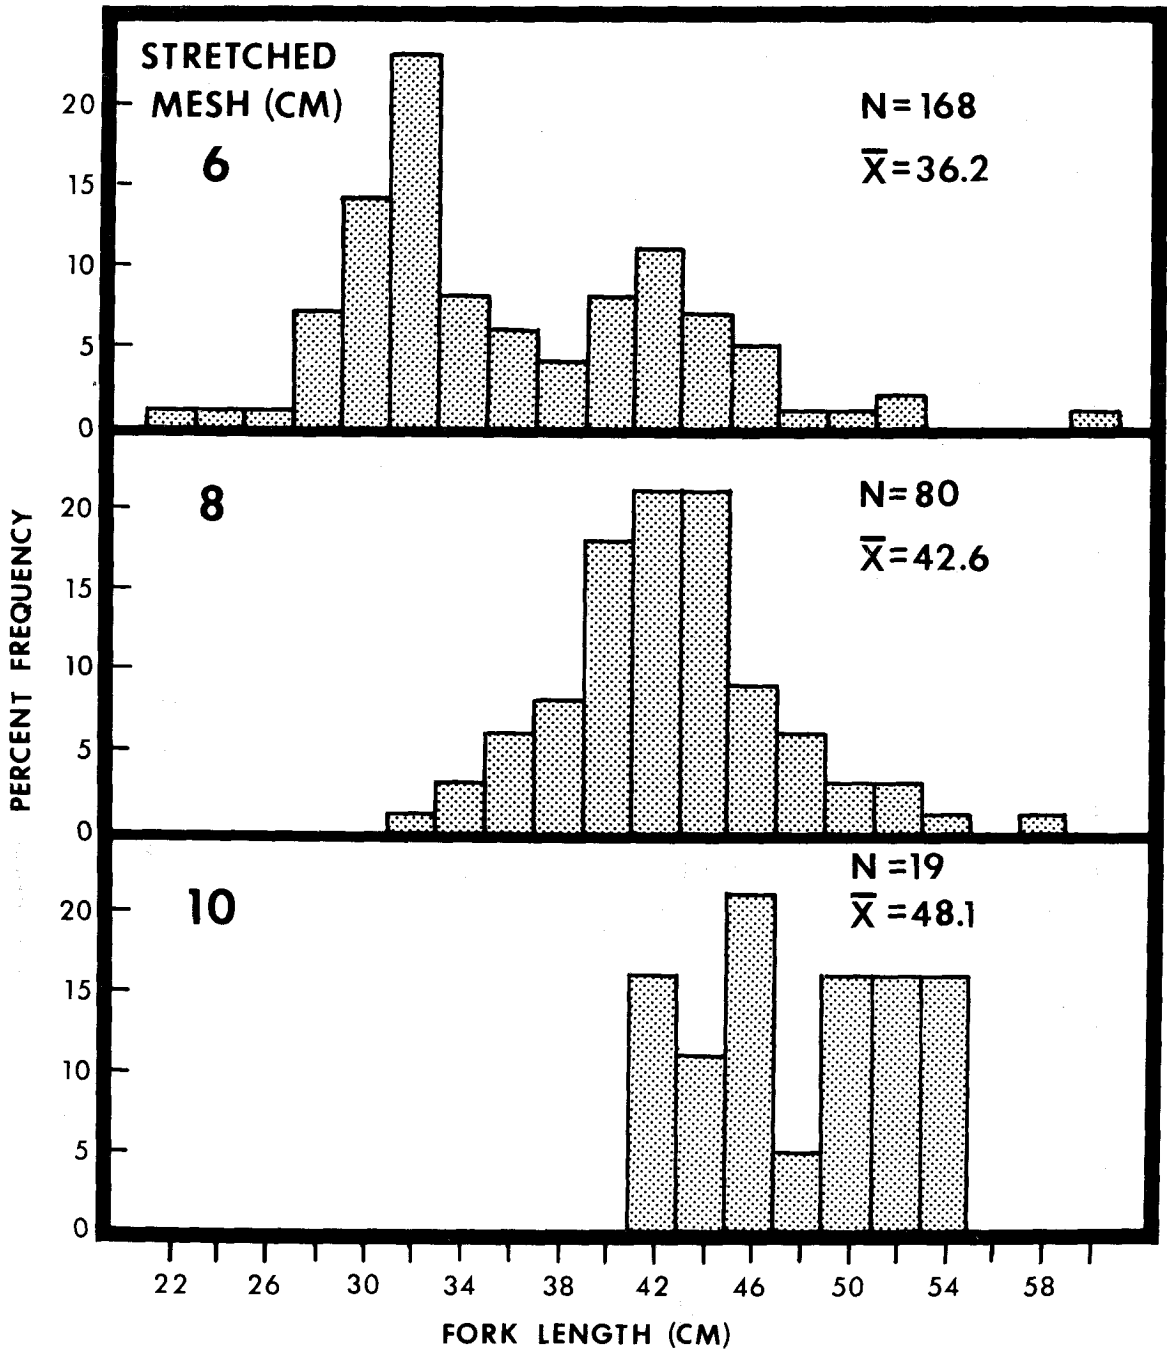 STRETCHED
MESH (CM)
6
N=168
X̅=36.2
20
15
10
5
0
8
N=80
X̅=42.6
20
15
10
5
0
10
N =19
X̅ =48.1
20
15
10
5
0
PERCENT FREQUENCY
22 26 30 34 38 42 46 50 54 58
FORK LENGTH (CM)